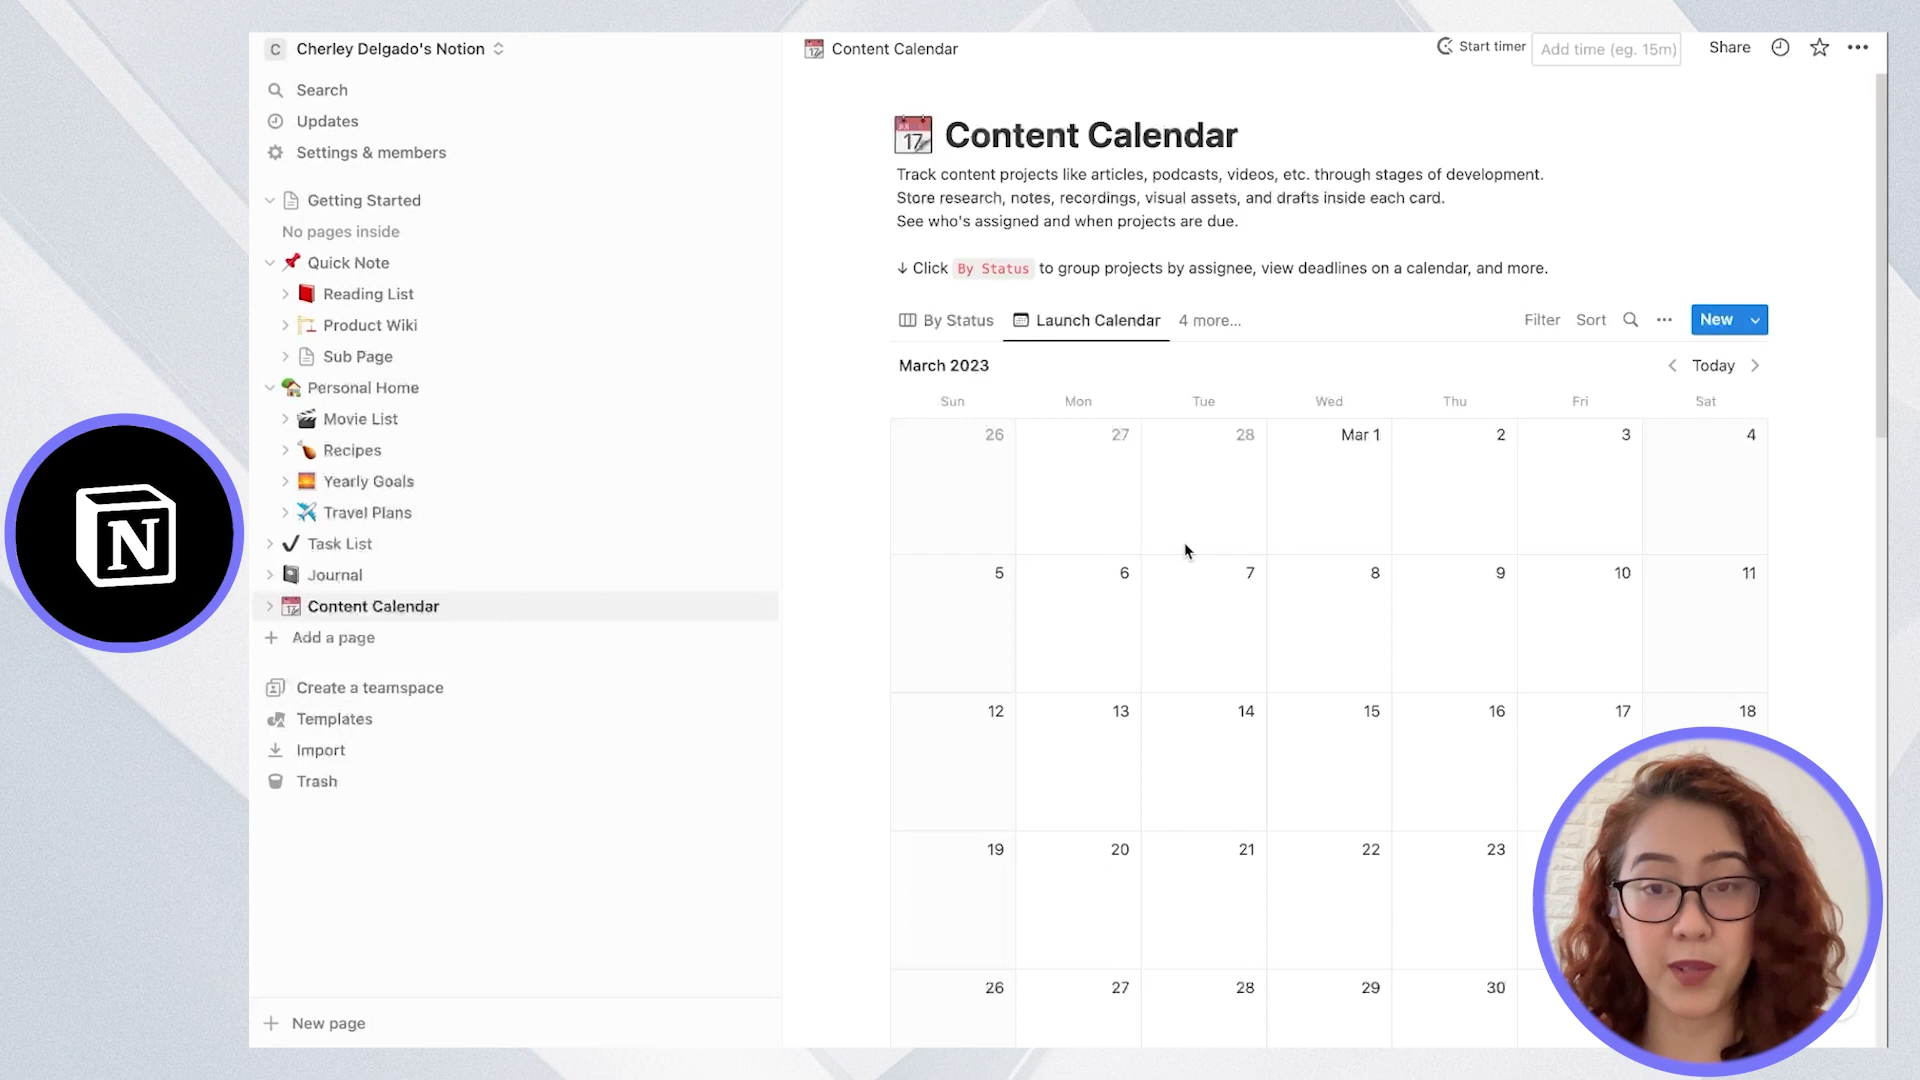 C Cherley Delgado's Notion
Search
Updates
Settings & members
Getting Started
No pages inside
Quick Note
Reading List
Product Wiki
Sub Page
Personal Home
Movie List
Recipes
Yearly Goals
Travel Plans
Task List
Journal
Content Calendar
Add a page
Create a teamspace
Templates
Import
Trash
New page
N
Content Calendar
Start timer Add time (eg. 15m) Share
17 Content Calendar
Track content projects like articles, podcasts, videos, etc. through stages of development.
Store research, notes, recordings, visual assets, and drafts inside each card.
See who's assigned and when projects are due.
↓ Click By Status to group projects by assignee, view deadlines on a calendar, and more.
By Status Launch Calendar 4 more... Filter Sort New
March 2023 Today
Sun Mon Tue Wed Thu Fri Sat
26 27 28 Mar 1 2 3 4
5 6 7 8 9 10 11
12 13 14 15 16 17 18
19 20 21 22 23
26 27 28 29 30